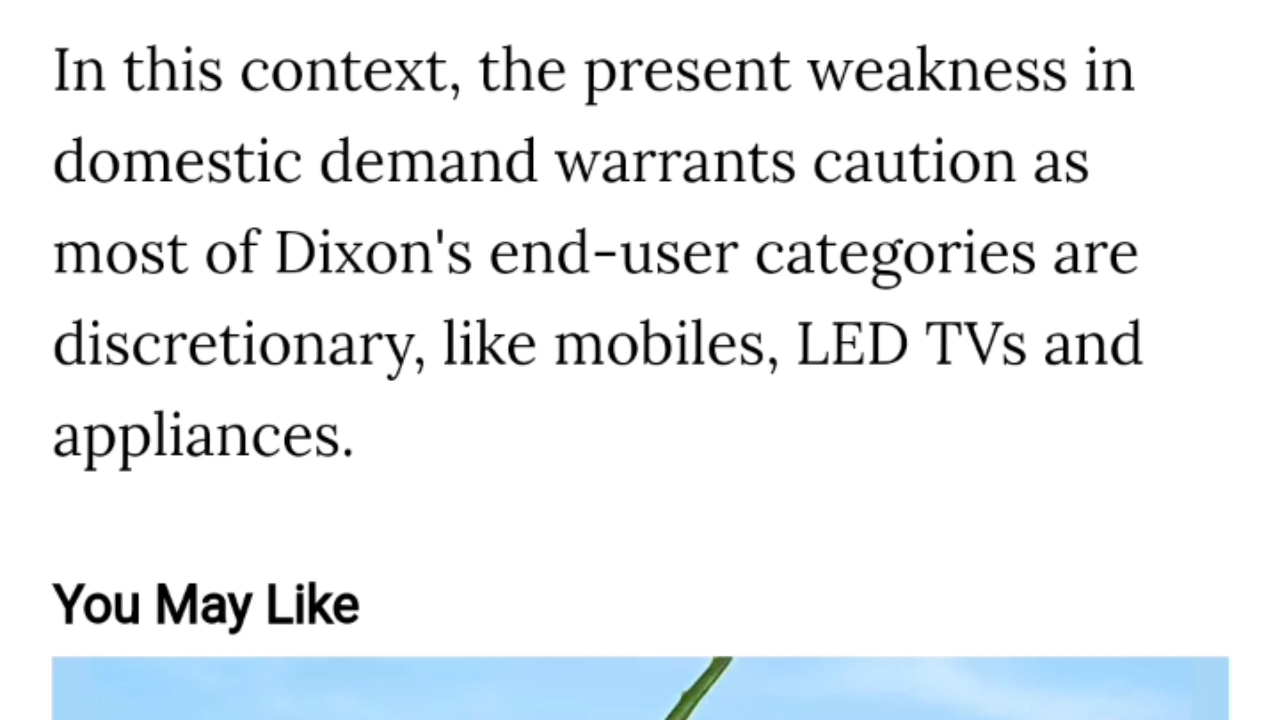 In this context, the present weakness in
domestic demand warrants caution as
most of Dixon's end-user categories are
discretionary, like mobiles, LED TVs and
appliances.
You May Like